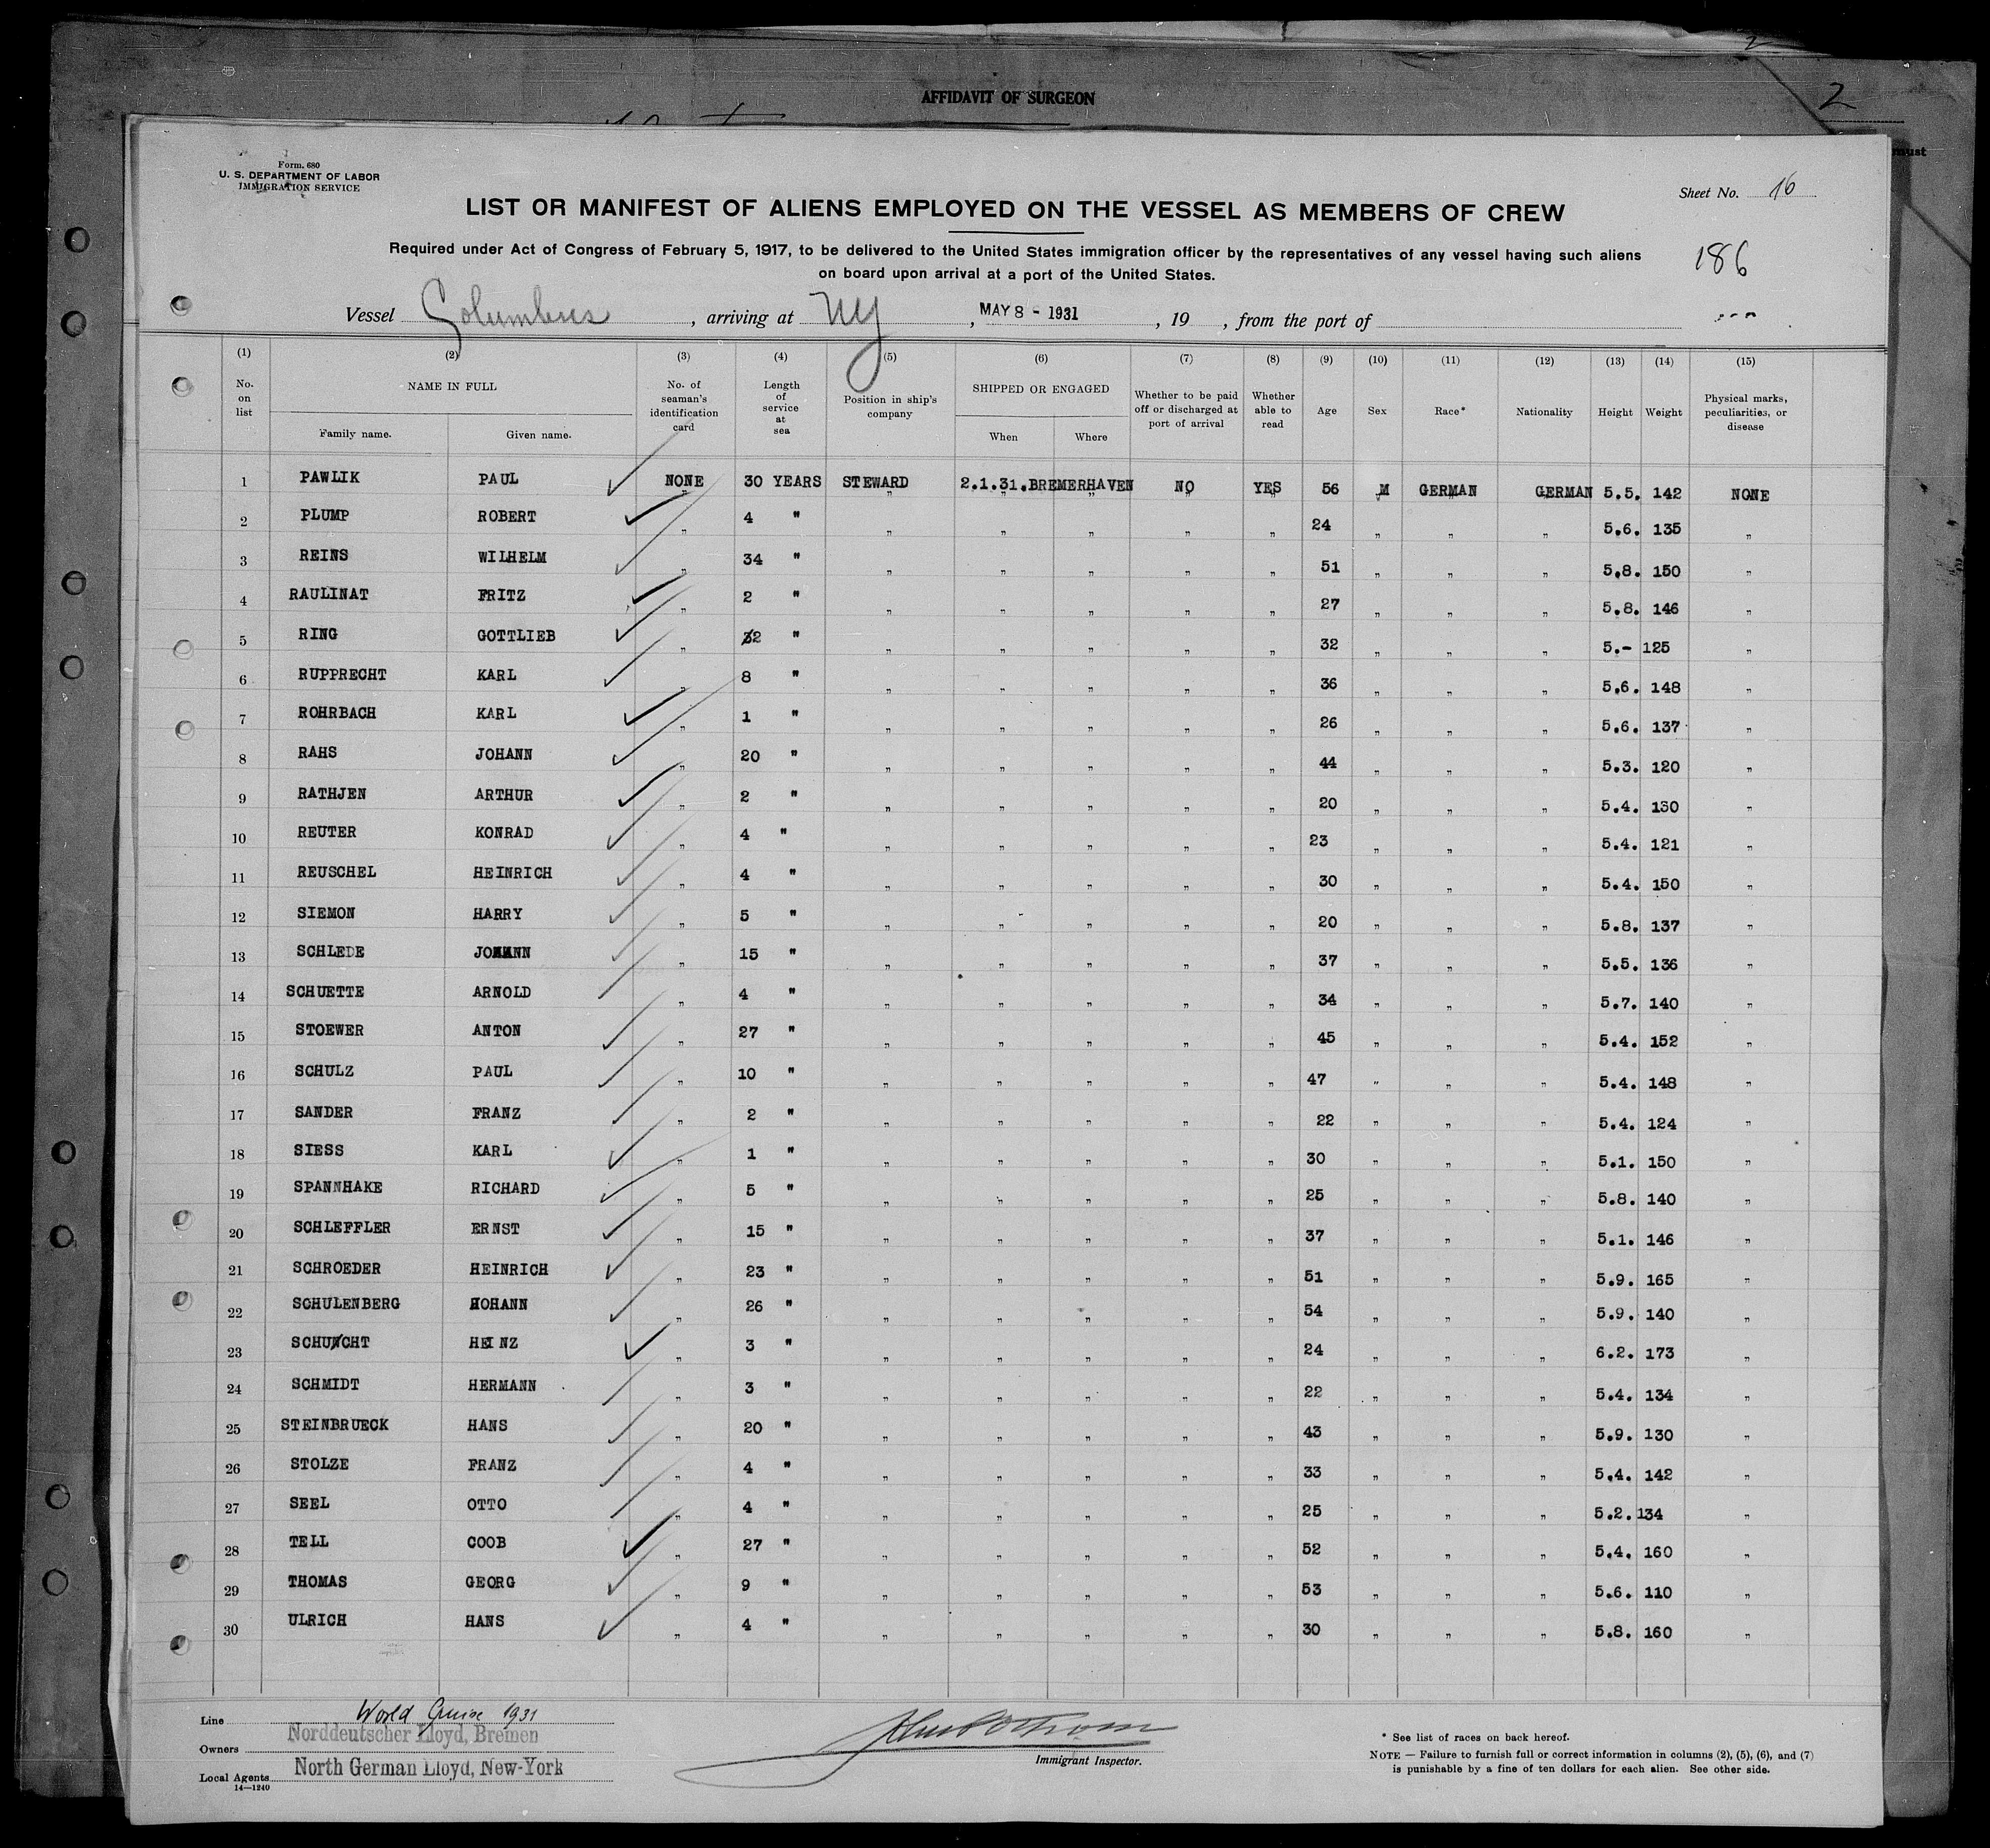 2
AFFIDAVIT OF SURGEON
2
must
Form. 680
U. S. DEPARTMENT OF LABOR
IMMIGRATION SERVICE
Sheet No. 16
LIST OR MANIFEST OF ALIENS EMPLOYED ON THE VESSEL AS MEMBERS OF CREW
Required under Act of Congress of February 5, 1917, to be delivered to the United States immigration officer by the representatives of any vessel having such aliens
on board upon arrival at a port of the United States.
186
Vessel Columbus, arriving at NY, MAY 8 - 1931, 19 , from the port of
(1) (2) (3) (4) (5) (6) (7) (8) (9) (10) (11) (12) (13) (14) (15)
No. on list NAME IN FULL Family name. Given name. No. of seaman's identification card Length of service at sea Position in ship's company SHIPPED OR ENGAGED When Where Whether to be paid off or discharged at port of arrival Whether able to read Age Sex Race* Nationality Height Weight Physical marks, peculiarities, or disease
1 PAWLIK PAUL NONE 30 YEARS STEWARD 2.1.31. BREMERHAVEN NO YES 56 M GERMAN GERMAN 5.5. 142 NONE
2 PLUMP ROBERT " 4 " " " " " " 24 " " " 5.6. 135 "
3 REINS WILHELM " 34 " " " " " " 51 " " " 5.8. 150 "
4 RAULINAT FRITZ " 2 " " " " " " 27 " " " 5.8. 146 "
5 RING GOTTLIEB " 2 " " " " " " 32 " " " 5.- 125 "
6 RUPPRECHT KARL " 8 " " " " " " 36 " " " 5.6. 148 "
7 ROHRBACH KARL " 1 " " " " " " 26 " " " 5.6. 137 "
8 RAHS JOHANN " 20 " " " " " " 44 " " " 5.3. 120 "
9 RATHJEN ARTHUR " 2 " " " " " " 20 " " " 5.4. 130 "
10 REUTER KONRAD " 4 " " " " " " 23 " " " 5.4. 121 "
11 REUSCHEL HEINRICH " 4 " " " " " " 30 " " " 5.4. 150 "
12 SIEMON HARRY " 5 " " " " " " 20 " " " 5.8. 137 "
13 SCHLEDE JOHANN " 15 " " " " " " 37 " " " 5.5. 136 "
14 SCHUETTE ARNOLD " 4 " " " " " " 34 " " " 5.7. 140 "
15 STOEWER ANTON " 27 " " " " " " 45 " " " 5.4. 152 "
16 SCHULZ PAUL " 10 " " " " " " 47 " " " 5.4. 148 "
17 SANDER FRANZ " 2 " " " " " " 22 " " " 5.4. 124 "
18 SIESS KARL " 1 " " " " " " 30 " " " 5.1. 150 "
19 SPANNHAKE RICHARD " 5 " " " " " " 25 " " " 5.8. 140 "
20 SCHLEFFLER ERNST " 15 " " " " " " 37 " " " 5.1. 146 "
21 SCHROEDER HEINRICH " 23 " " " " " " 51 " " " 5.9. 165 "
22 SCHULENBERG HOHANN " 26 " " " " " " 54 " " " 5.9. 140 "
23 SCHUCHT HEINZ " 3 " " " " " " 24 " " " 6.2. 173 "
24 SCHMIDT HERMANN " 3 " " " " " " 22 " " " 5.4. 134 "
25 STEINBRUECK HANS " 20 " " " " " " 43 " " " 5.9. 130 "
26 STOLZE FRANZ " 4 " " " " " " 33 " " " 5.4. 142 "
27 SEEL OTTO " 4 " " " " " " 25 " " " 5.2. 134 "
28 TELL COOB " 27 " " " " " " 52 " " " 5.4. 160 "
29 THOMAS GEORG " 9 " " " " " " 53 " " " 5.6. 110 "
30 ULRICH HANS " 4 " " " " " " 30 " " " 5.8. 160 "
World Cruise 1931
Line
Owners Norddeutscher Lloyd, Bremen
Local Agents North German Lloyd, New-York
14—1240
Immigrant Inspector.
* See list of races on back hereof.
NOTE — Failure to furnish full or correct information in columns (2), (5), (6), and (7)
is punishable by a fine of ten dollars for each alien. See other side.